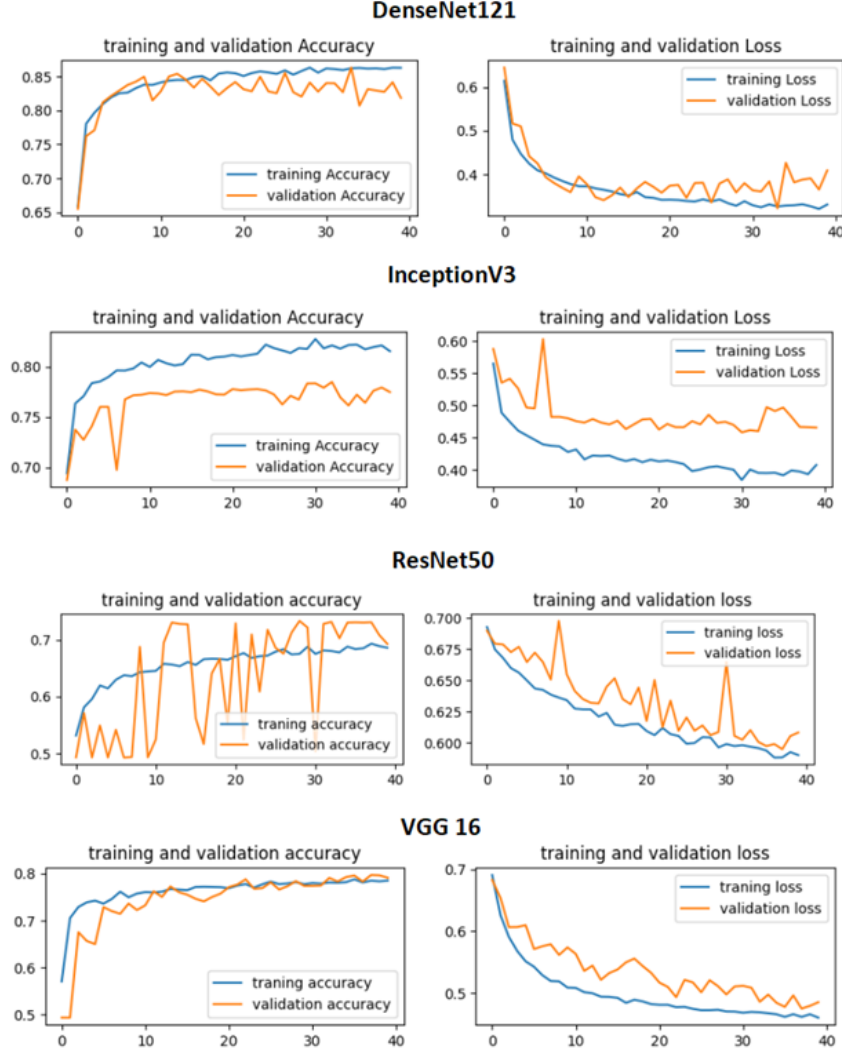 DenseNet121
training and validation Accuracy
0.85
0.80
0.75
0.70
0.65
training Accuracy
validation Accuracy
0 10 20 30 40
training and validation Loss
0.6
0.5
0.4
training Loss
validation Loss
0 10 20 30 40
InceptionV3
training and validation Accuracy
0.80
0.75
0.70
training Accuracy
validation Accuracy
0 10 20 30 40
training and validation Loss
0.60
0.55
0.50
0.45
0.40
training Loss
validation Loss
0 10 20 30 40
ResNet50
training and validation accuracy
0.7
0.6
0.5
traning accuracy
validation accuracy
0 10 20 30 40
training and validation loss
0.700
0.675
0.650
0.625
0.600
traning loss
validation loss
0 10 20 30 40
VGG 16
training and validation accuracy
0.8
0.7
0.6
0.5
traning accuracy
validation accuracy
0 10 20 30 40
training and validation loss
0.7
0.6
0.5
traning loss
validation loss
0 10 20 30 40